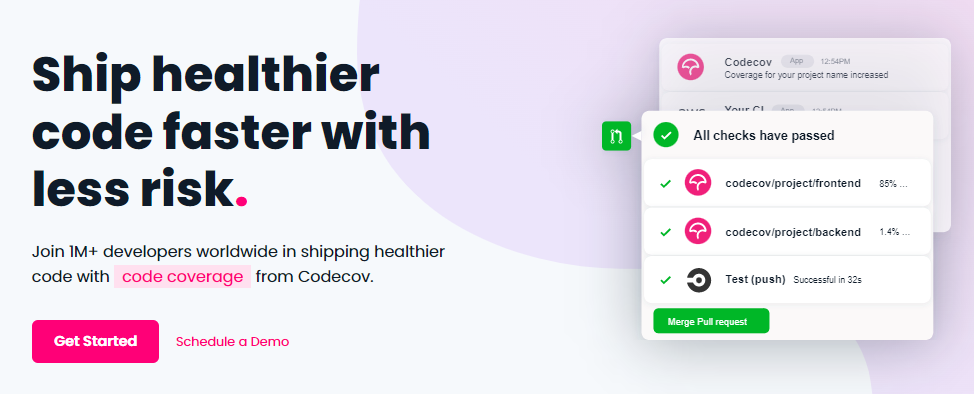 Ship healthier
code faster with
less risk.
Join 1M+ developers worldwide in shipping healthier
code with code coverage from Codecov.
Get Started Schedule a Demo
Codecov App 12:54PM
Coverage for your project name increased
Your CI App 12:54PM
All checks have passed
codecov/project/frontend 85% ...
codecov/project/backend 1.4% ...
Test (push) Successful in 32s
Merge Pull request